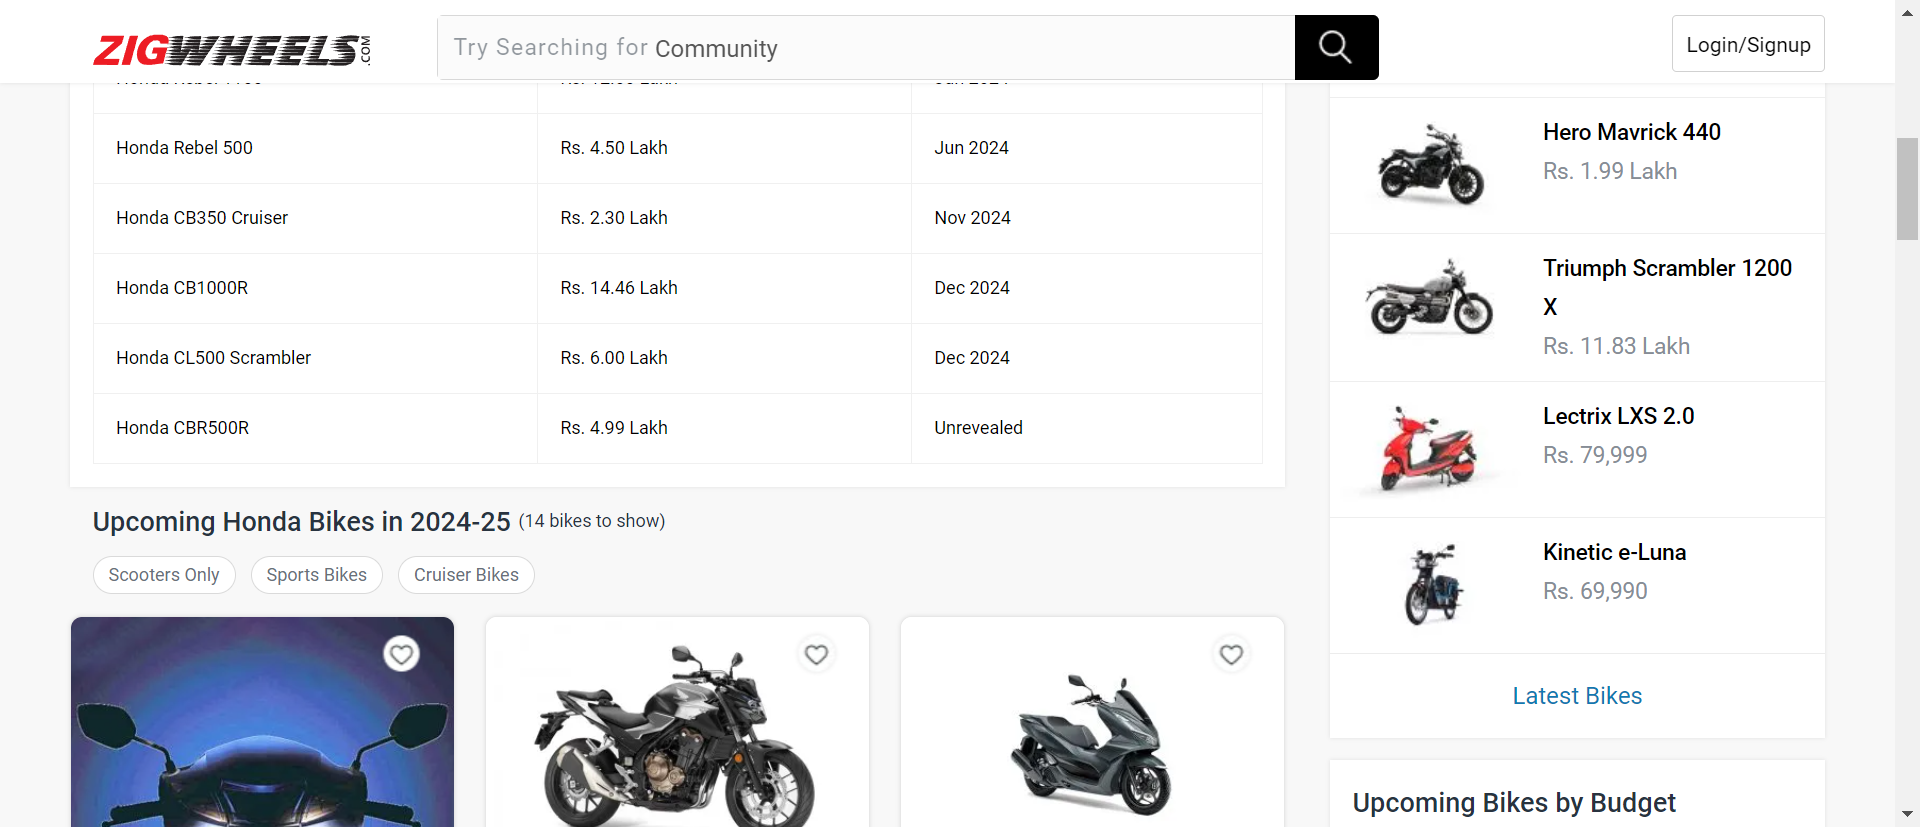 ZIGWHEELS.COM
Try Searching for Community
Login/Signup
Honda Rebel 500 Rs. 4.50 Lakh Jun 2024
Honda CB350 Cruiser Rs. 2.30 Lakh Nov 2024
Honda CB1000R Rs. 14.46 Lakh Dec 2024
Honda CL500 Scrambler Rs. 6.00 Lakh Dec 2024
Honda CBR500R Rs. 4.99 Lakh Unrevealed
Upcoming Honda Bikes in 2024-25 (14 bikes to show)
Scooters Only Sports Bikes Cruiser Bikes
Hero Mavrick 440
Rs. 1.99 Lakh
Triumph Scrambler 1200
X
Rs. 11.83 Lakh
Lectrix LXS 2.0
Rs. 79,999
Kinetic e-Luna
Rs. 69,990
Latest Bikes
Upcoming Bikes by Budget